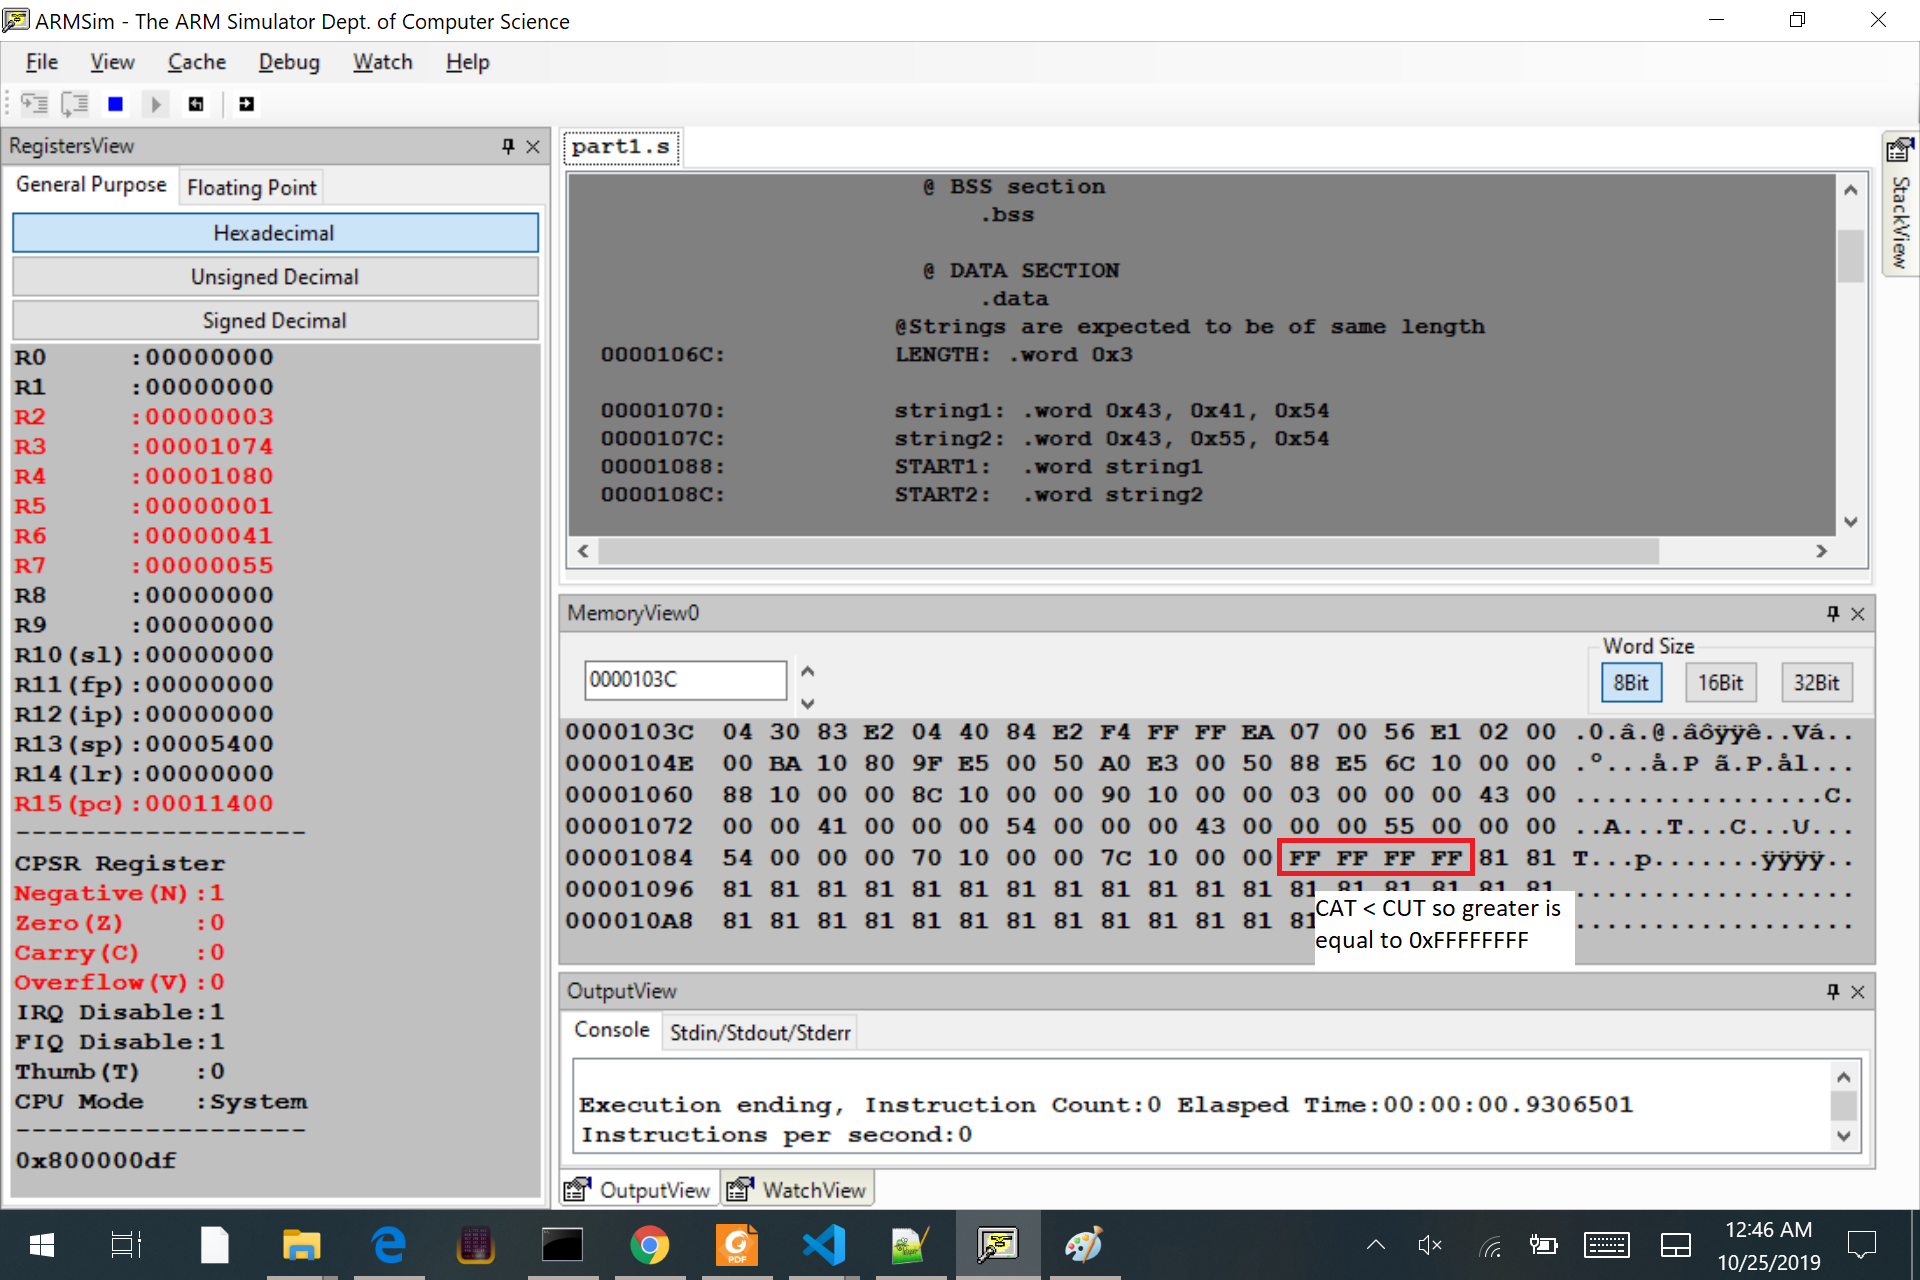 ARMSim - The ARM Simulator Dept. of Computer Science
File View Cache Debug Watch Help
RegistersView
General Purpose Floating Point
Hexadecimal
Unsigned Decimal
Signed Decimal
R0 :00000000
R1 :00000000
R2 :00000003
R3 :00001074
R4 :00001080
R5 :00000001
R6 :00000041
R7 :00000055
R8 :00000000
R9 :00000000
R10(sl):00000000
R11(fp):00000000
R12(ip):00000000
R13(sp):00005400
R14(lr):00000000
R15(pc):00011400
------------------
CPSR Register
Negative(N):1
Zero(Z) :0
Carry(C) :0
Overflow(V):0
IRQ Disable:1
FIQ Disable:1
Thumb(T) :0
CPU Mode :System
------------------
0x800000df
part1.s
@ BSS section
.bss
@ DATA SECTION
.data
@Strings are expected to be of same length
0000106C: LENGTH: .word 0x3
00001070: string1: .word 0x43, 0x41, 0x54
0000107C: string2: .word 0x43, 0x55, 0x54
00001088: START1: .word string1
0000108C: START2: .word string2
StackView
MemoryView0
0000103C
Word Size
8Bit 16Bit 32Bit
0000103C 04 30 83 E2 04 40 84 E2 F4 FF FF EA 07 00 56 E1 02 00 .0.â.@.âôÿÿê..Vá..
0000104E 00 BA 10 80 9F E5 00 50 A0 E3 00 50 88 E5 6C 10 00 00 .º...å.P ã.P.ål...
00001060 88 10 00 00 8C 10 00 00 90 10 00 00 03 00 00 00 43 00 ................C.
00001072 00 00 41 00 00 00 54 00 00 00 43 00 00 00 55 00 00 00 ..A...T...C...U...
00001084 54 00 00 00 70 10 00 00 7C 10 00 00 FF FF FF FF 81 81 T...p.......ÿÿÿÿ..
00001096 81 81 81 81 81 81 81 81 81 81 81 81 81 81 81 81 81 81 ..................
000010A8 81 81 81 81 81 81 81 81 81 81 81 81 ..................
CAT < CUT so greater is
equal to 0xFFFFFFFF
OutputView
Console Stdin/Stdout/Stderr
Execution ending, Instruction Count:0 Elasped Time:00:00:00.9306501
Instructions per second:0
OutputView WatchView
PDF
12:46 AM
10/25/2019